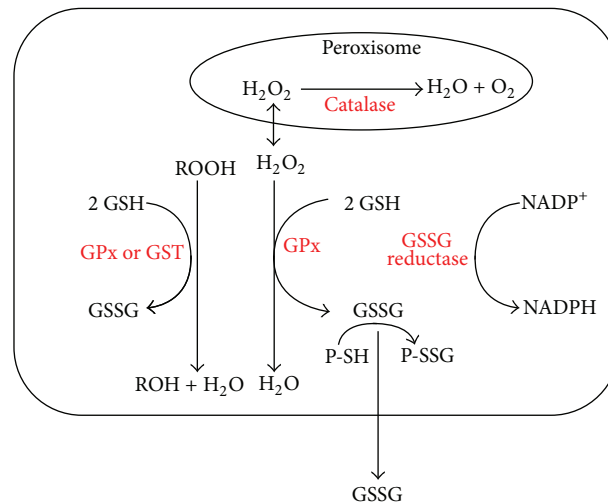 Peroxisome
H₂O₂
H₂O + O₂
Catalase
ROOH
H₂O₂
2 GSH
2 GSH
NADP⁺
GPx or GST
GPx
GSSG
reductase
GSSG
GSSG
NADPH
P-SH
P-SSG
ROH + H₂O
H₂O
GSSG